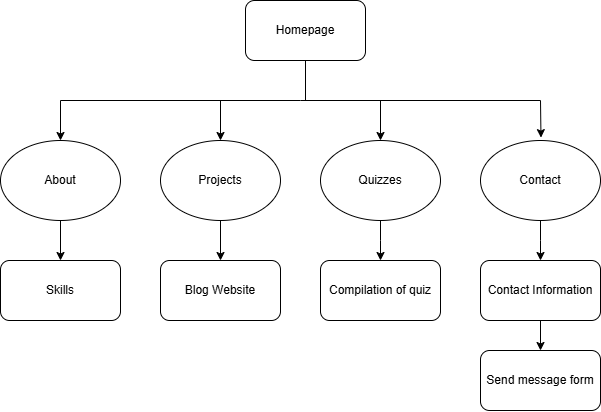 Homepage
About
Projects
Quizzes
Contact
Skills
Blog Website
Compilation of quiz
Contact Information
Send message form